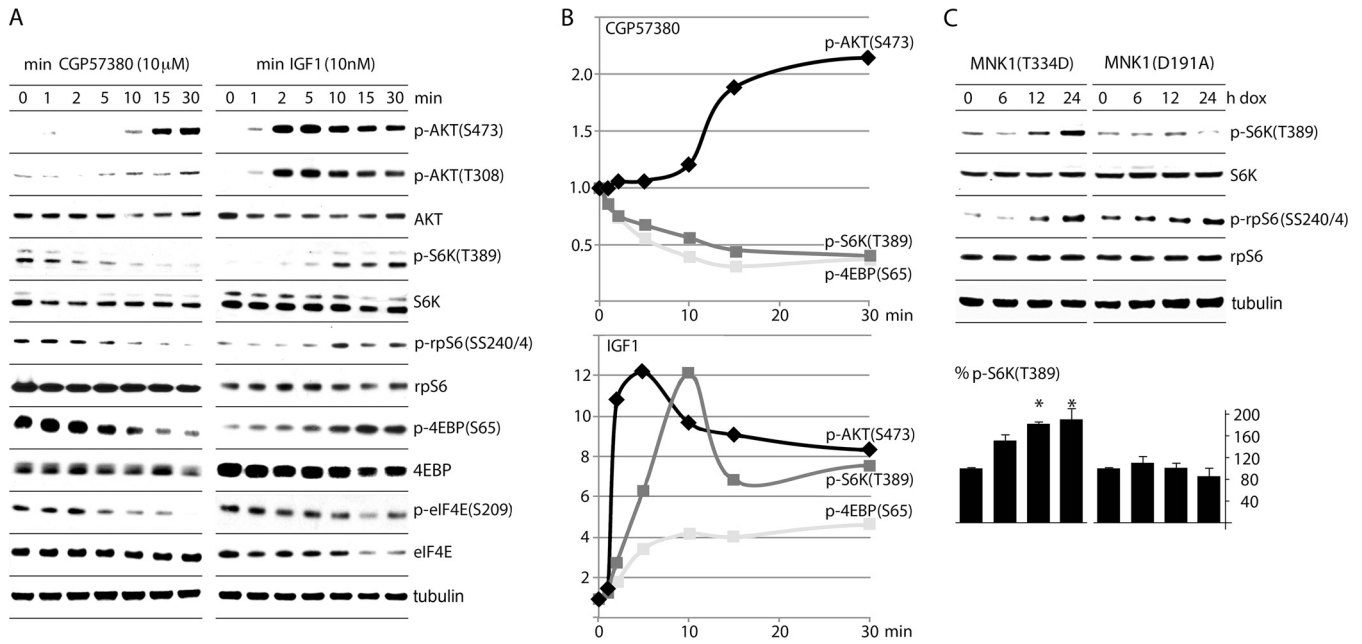 A
min CGP57380 (10μM) min IGF1 (10nM)
0 1 2 5 10 15 30 0 1 2 5 10 15 30 min
p-AKT(S473)
p-AKT(T308)
AKT
p-S6K(T389)
S6K
p-rpS6(SS240/4)
rpS6
p-4EBP(S65)
4EBP
p-eIF4E(S209)
eIF4E
tubulin
B
CGP57380
p-AKT(S473)
2.0
1.5
1.0
0.5
p-S6K(T389)
p-4EBP(S65)
0 10 20 30 min
IGF1
12
10
8
6
4
2
p-AKT(S473)
p-S6K(T389)
p-4EBP(S65)
0 10 20 30 min
C
MNK1(T334D) MNK1(D191A)
0 6 12 24 0 6 12 24 h dox
p-S6K(T389)
S6K
p-rpS6(SS240/4)
rpS6
tubulin
% p-S6K(T389)
* *
200
160
120
80
40